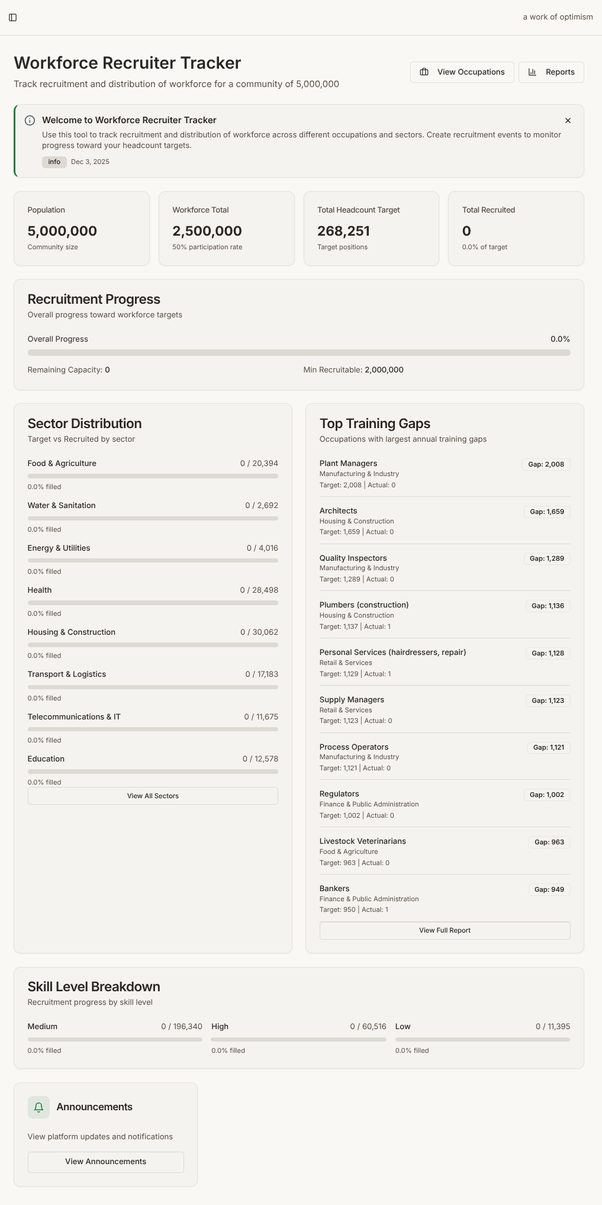 a work of optimism
Workforce Recruiter Tracker
Track recruitment and distribution of workforce for a community of 5,000,000
View Occupations
Reports
Welcome to Workforce Recruiter Tracker
Use this tool to track recruitment and distribution of workforce across different occupations and sectors. Create recruitment events to monitor
progress toward your headcount targets.
info Dec 3, 2025
Population
5,000,000
Community size
Workforce Total
2,500,000
50% participation rate
Total Headcount Target
268,251
Target positions
Total Recruited
0
0.0% of target
Recruitment Progress
Overall progress toward workforce targets
Overall Progress 0.0%
Remaining Capacity: 0 Min Recruitable: 2,000,000
Sector Distribution
Target vs Recruited by sector
Food & Agriculture 0 / 20,394
0.0% filled
Water & Sanitation 0 / 2,692
0.0% filled
Energy & Utilities 0 / 4,016
0.0% filled
Health 0 / 28,498
0.0% filled
Housing & Construction 0 / 30,062
0.0% filled
Transport & Logistics 0 / 17,183
0.0% filled
Telecommunications & IT 0 / 11,675
0.0% filled
Education 0 / 12,578
0.0% filled
View All Sectors
Top Training Gaps
Occupations with largest annual training gaps
Plant Managers Gap: 2,008
Manufacturing & Industry
Target: 2,008 | Actual: 0
Architects Gap: 1,659
Housing & Construction
Target: 1,659 | Actual: 0
Quality Inspectors Gap: 1,289
Manufacturing & Industry
Target: 1,289 | Actual: 0
Plumbers (construction) Gap: 1,136
Housing & Construction
Target: 1,137 | Actual: 1
Personal Services (hairdressers, repair) Gap: 1,128
Retail & Services
Target: 1,129 | Actual: 1
Supply Managers Gap: 1,123
Retail & Services
Target: 1,123 | Actual: 0
Process Operators Gap: 1,121
Manufacturing & Industry
Target: 1,121 | Actual: 0
Regulators Gap: 1,002
Finance & Public Administration
Target: 1,002 | Actual: 0
Livestock Veterinarians Gap: 963
Food & Agriculture
Target: 963 | Actual: 0
Bankers Gap: 949
Finance & Public Administration
Target: 950 | Actual: 1
View Full Report
Skill Level Breakdown
Recruitment progress by skill level
Medium 0 / 196,340
0.0% filled
High 0 / 60,516
0.0% filled
Low 0 / 11,395
0.0% filled
Announcements
View platform updates and notifications
View Announcements